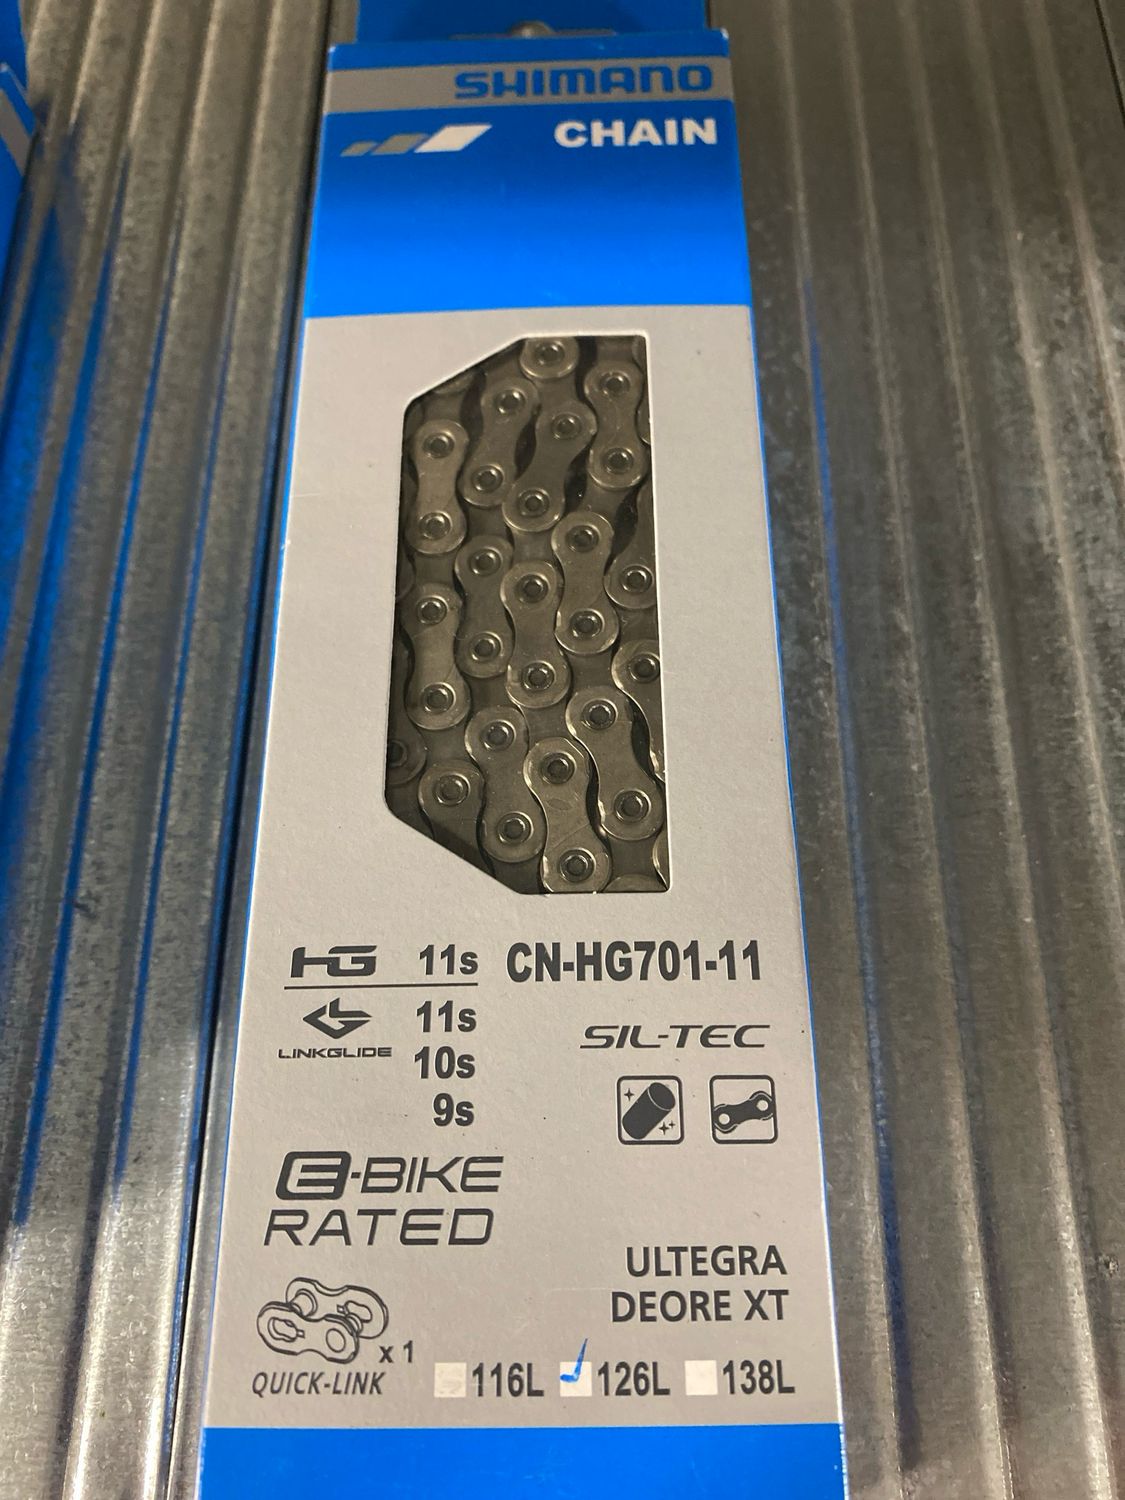 SHIMANO
CHAIN
HG 11s CN-HG701-11
LINKGLIDE 11s
10s
9s
SIL-TEC
E-BIKE
RATED
ULTEGRA
DEORE XT
x 1
QUICK-LINK
116L 126L 138L